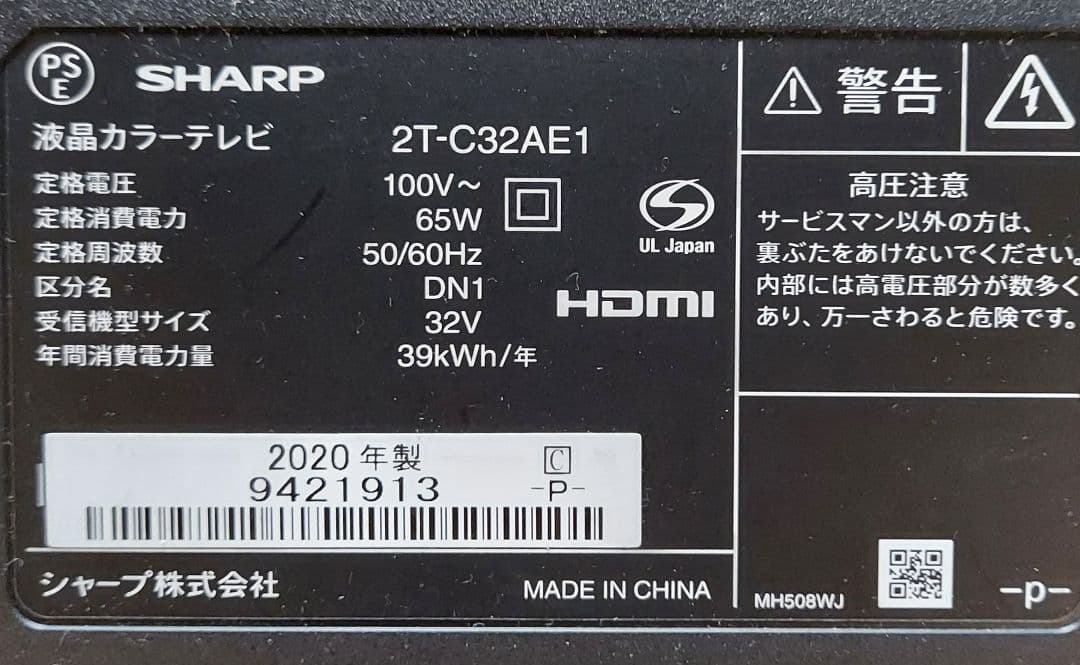 PSE
SHARP
液晶カラーテレビ 2T-C32AE1
定格電圧 100V～
定格消費電力 65W
定格周波数 50/60Hz
区分名 DN1
受信機型サイズ 32V
年間消費電力量 39kWh/年
UL Japan
HDMI
2020年製 C
9421913 -P-
シャープ株式会社 MADE IN CHINA
警告
高圧注意
サービスマン以外の方は、
裏ぶたをあけないでください。
内部には高電圧部分が数多く
あり、万一さわると危険です。
MH508WJ -p-